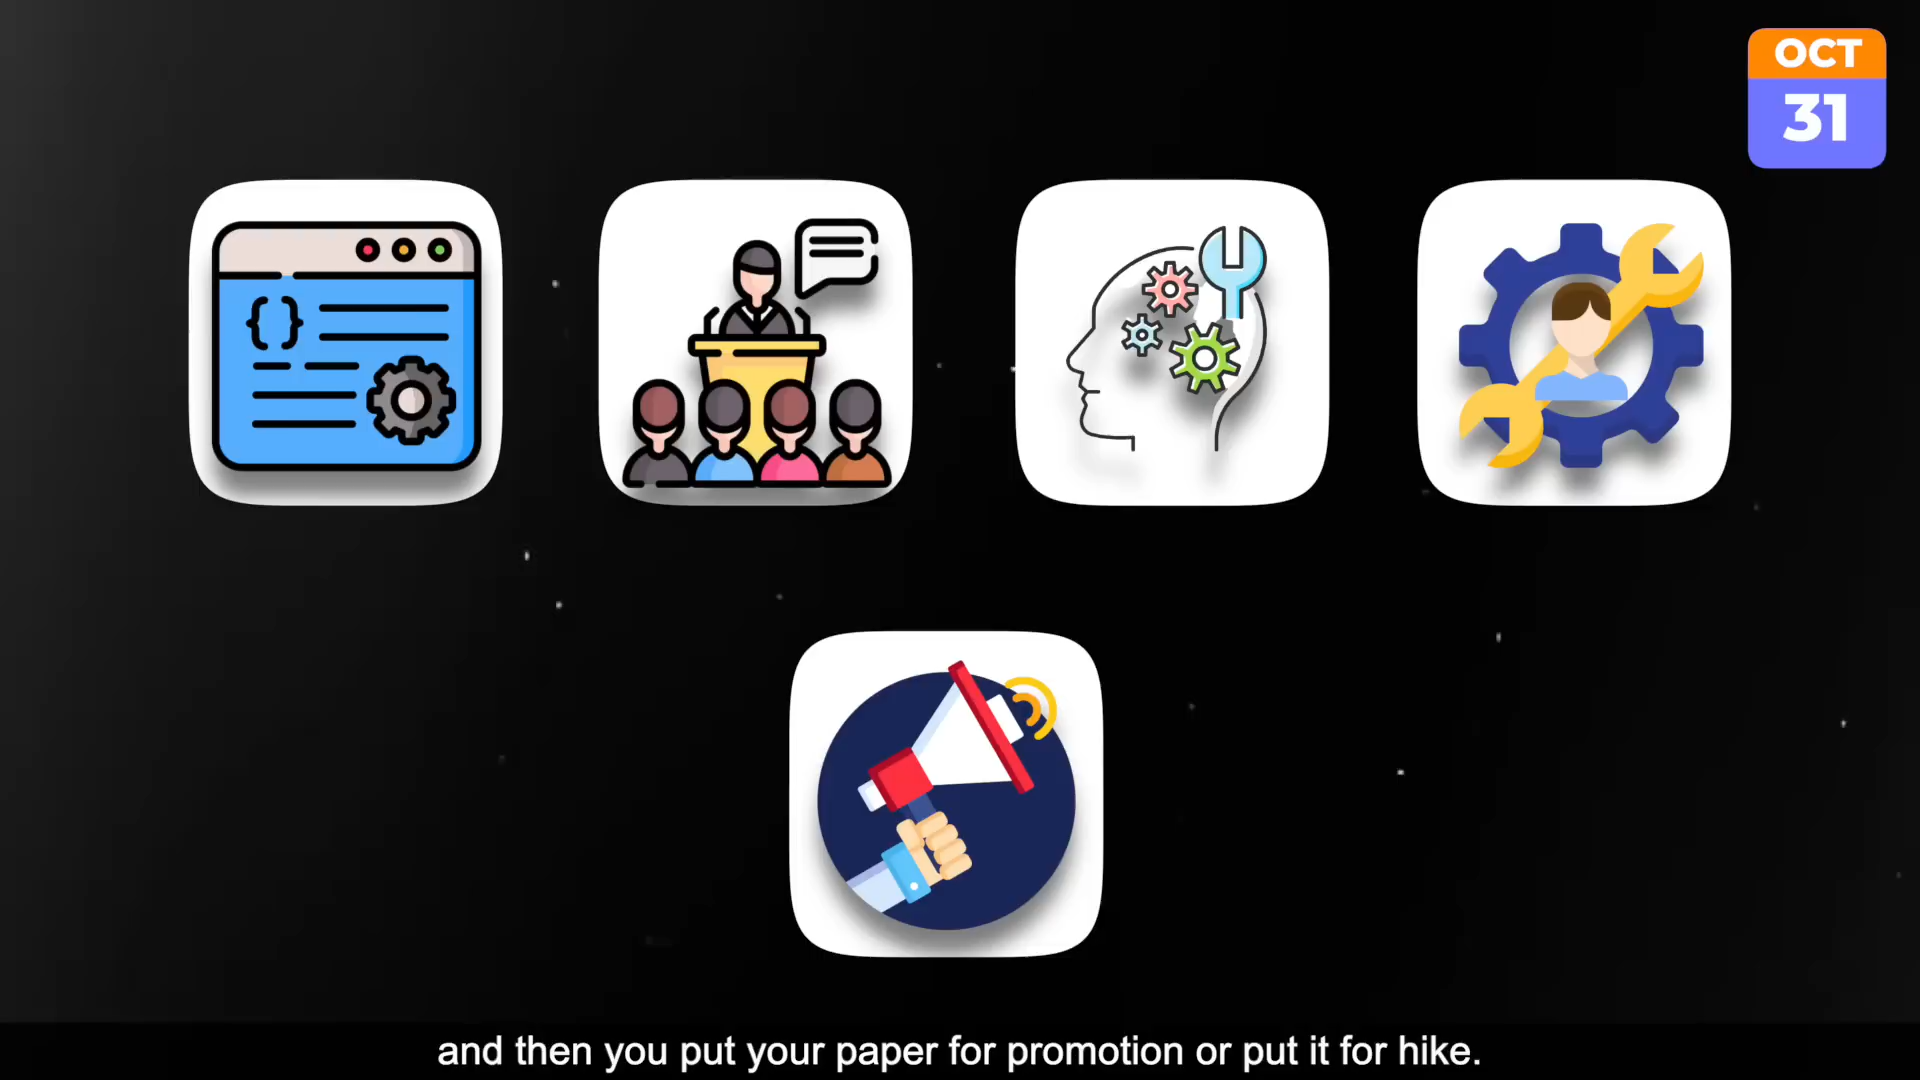 OCT
31
{}
and then you put your paper for promotion or put it for hike.